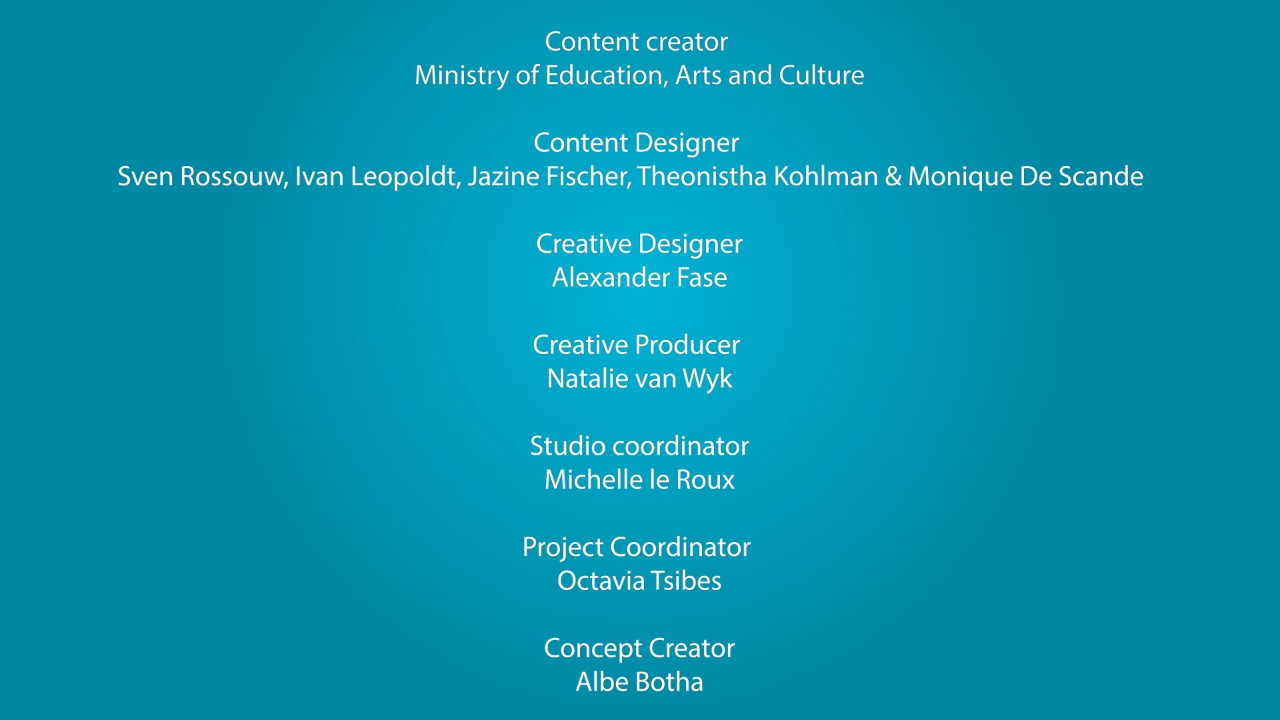 Content creator
Ministry of Education, Arts and Culture
Content Designer
Sven Rossouw, Ivan Leopoldt, Jazine Fischer, Theonistha Kohlman & Monique De Scande
Creative Designer
Alexander Fase
Creative Producer
Natalie van Wyk
Studio coordinator
Michelle le Roux
Project Coordinator
Octavia Tsibes
Concept Creator
Albe Botha